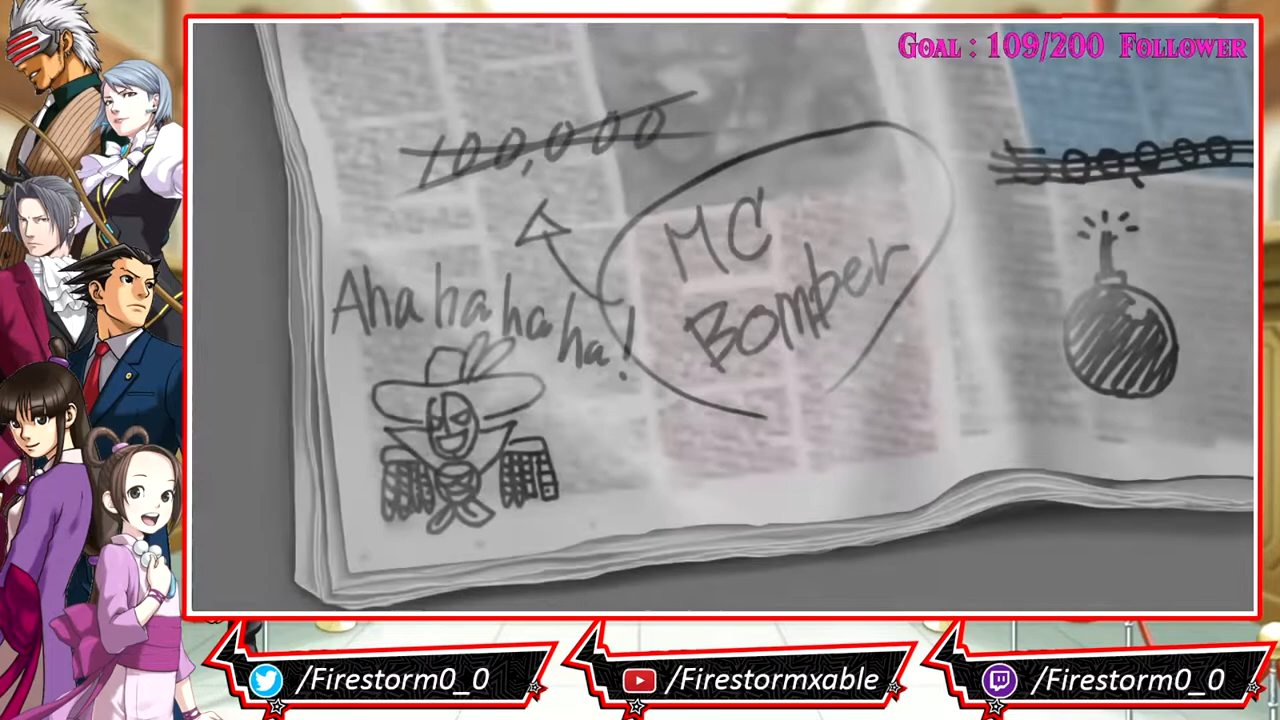 Goal : 109/200 Follower
100,000
500,000
MC
Bomber
Aha ha ha ha!
/Firestorm0_0
/Firestormxable
/Firestorm0_0